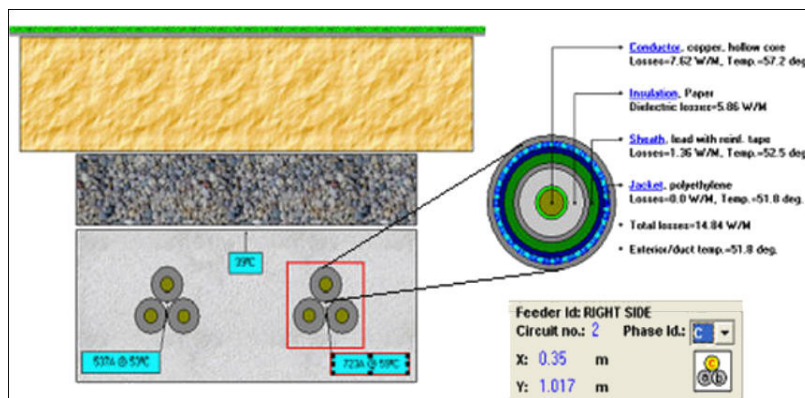 Conductor, copper, hollow core
Losses=7.62 W/M, Temp.=57.2 deg.
Insulation, Paper
Dielectric losses=5.86 W/M
Sheath, lead with reinf. tape
Losses=1.36 W/M, Temp.=52.5 deg.
Jacket, polyethylene
Losses=0.0 W/M, Temp.=51.8 deg.
Total losses=14.84 W/M
Exterior/duct temp.=51.8 deg.
537A @ 53°C
Feeder Id: RIGHT SIDE
Circuit no.: 2 Phase Id.: C
X: 0.35 m
Y: 1.017 m
c
a b